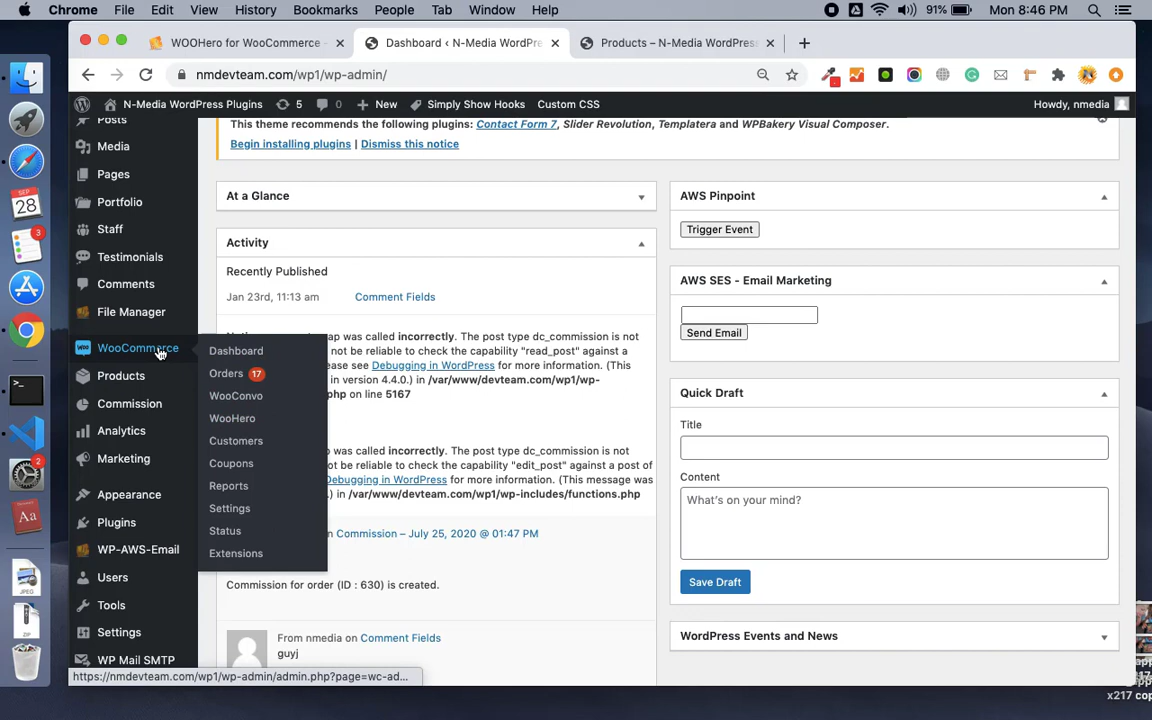 Chrome File Edit View History Bookmarks People Tab Window Help 91% Mon 8:46 PM
WOOHero for WooCommerce - Dashboard ‹ N-Media WordPre Products – N-Media WordPress
nmdevteam.com/wp1/wp-admin/
N-Media WordPress Plugins 5 0 New Simply Show Hooks Custom CSS Howdy, nmedia
SEP
28
3
2
JPEG
ZIP
Posts
Media
Pages
Portfolio
Staff
Testimonials
Comments
File Manager
WooCommerce
Products
Commission
Analytics
Marketing
Appearance
Plugins
WP-AWS-Email
Users
Tools
Settings
WP Mail SMTP
Dashboard
Orders 17
WooConvo
WooHero
Customers
Coupons
Reports
Settings
Status
Extensions
This theme recommends the following plugins: Contact Form 7, Slider Revolution, Templatera and WPBakery Visual Composer.
Begin installing plugins | Dismiss this notice
At a Glance
Activity
Recently Published
Jan 23rd, 11:13 am Comment Fields
ap was called incorrectly. The post type dc_commission is not
not be reliable to check the capability "read_post" against a
ease see Debugging in WordPress for more information. (This
in version 4.4.0.) in /var/www/devteam.com/wp1/wp-
php on line 5167
was called incorrectly. The post type dc_commission is not
ot be reliable to check the capability "edit_post" against a post of
Debugging in WordPress for more information. (This message was
.) in /var/www/devteam.com/wp1/wp-includes/functions.php
n Commission – July 25, 2020 @ 01:47 PM
Commission for order (ID : 630) is created.
From nmedia on Comment Fields
guyj
AWS Pinpoint
Trigger Event
AWS SES - Email Marketing
Send Email
Quick Draft
Title
Content
What's on your mind?
Save Draft
WordPress Events and News
https://nmdevteam.com/wp1/wp-admin/admin.php?page=wc-ad...
x217 cop